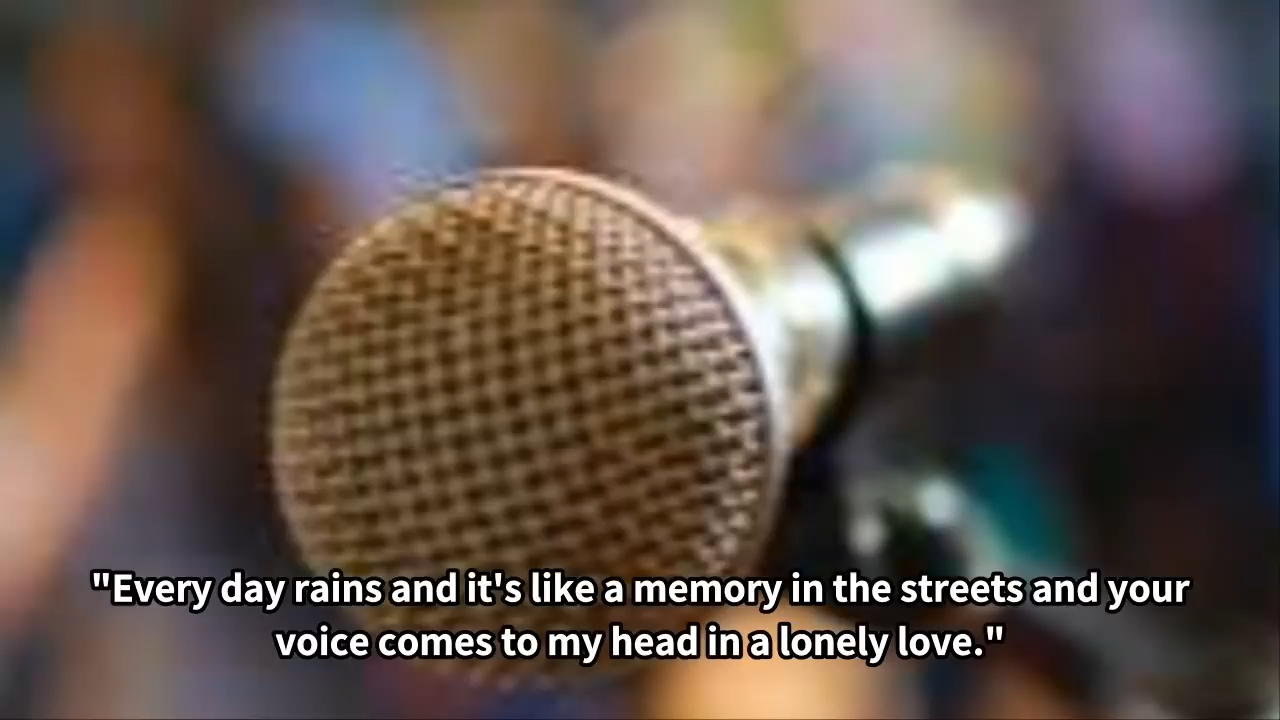 "Every day rains and it's like a memory in the streets and your
voice comes to my head in a lonely love."